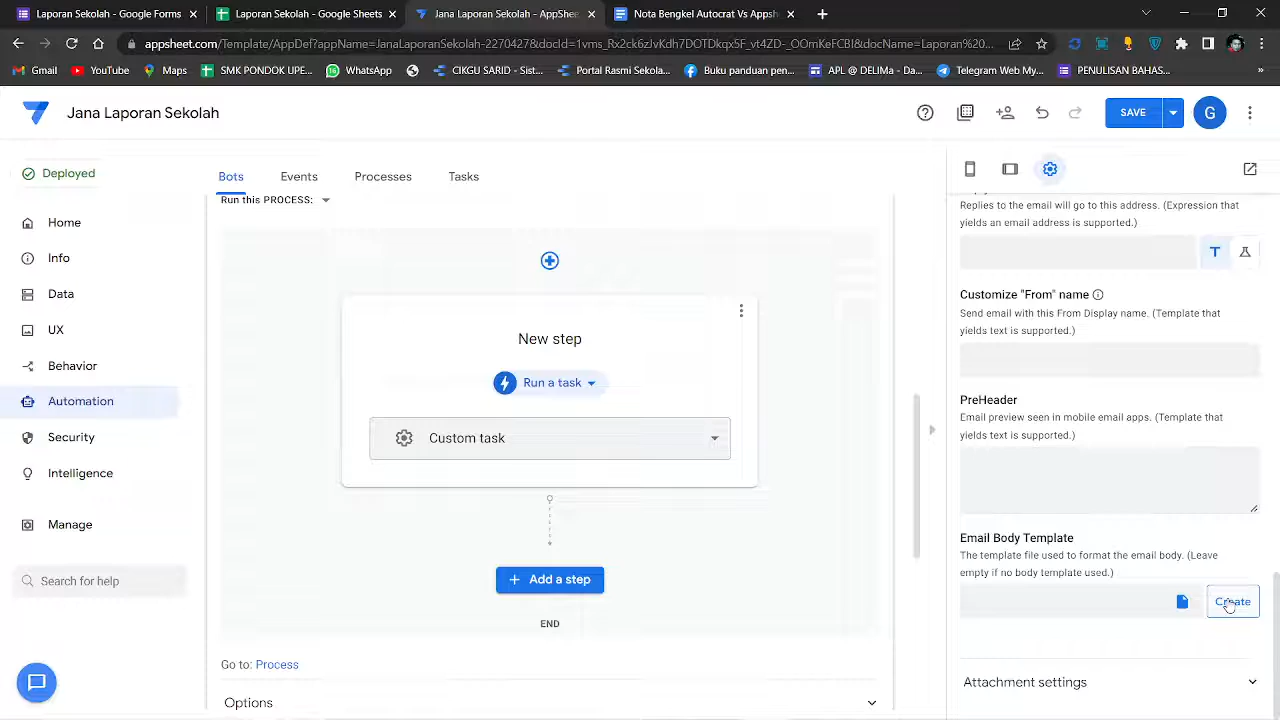 Laporan Sekolah - Google Forms
Laporan Sekolah - Google Sheets
Jana Laporan Sekolah - AppShee
Nota Bengkel Autocrat Vs Appsh
appsheet.com/Template/AppDef?appName=JanaLaporanSekolah-2270427&docId=1vms_Rx2ck6zJvKdh7DOTDkqx5F_yt4ZD-_OOmKeFCBI&docName=Laporan%20...
Gmail
YouTube
Maps
SMK PONDOK UPE...
WhatsApp
CIKGU SARID - Sist...
Portal Rasmi Sekola...
Buku panduan pen...
APL @ DELIMa - Da...
Telegram Web My...
PENULISAN BAHAS...
»
Jana Laporan Sekolah
SAVE
G
Deployed
Home
Info
Data
UX
Behavior
Automation
Security
Intelligence
Manage
Search for help
Bots
Events
Processes
Tasks
Run this PROCESS:
New step
Run a task
Custom task
+ Add a step
END
Go to: Process
Options
Replies to the email will go to this address. (Expression that
yields an email address is supported.)
T
Customize "From" name
Send email with this From Display name. (Template that
yields text is supported.)
PreHeader
Email preview seen in mobile email apps. (Template that
yields text is supported.)
Email Body Template
The template file used to format the email body. (Leave
empty if no body template used.)
Create
Attachment settings